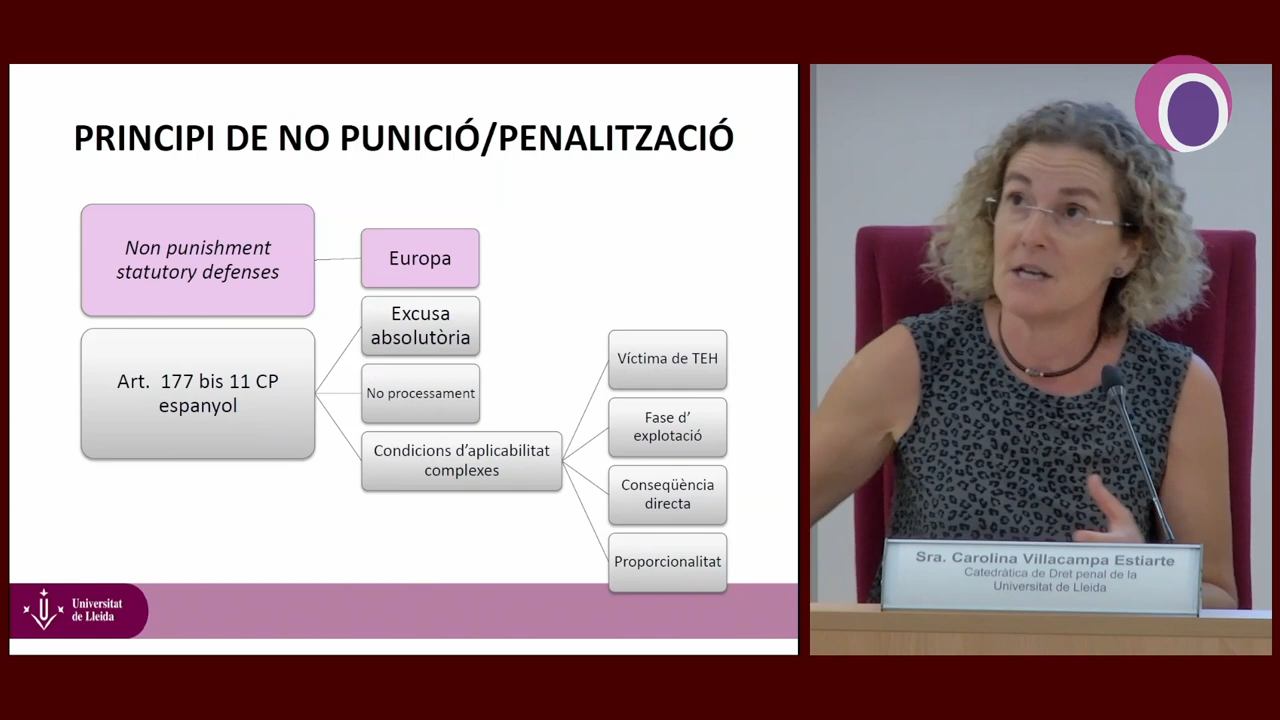 PRINCIPI DE NO PUNICIÓ/PENALITZACIÓ
Non punishment
statutory defenses
Europa
Art.  177 bis 11 CP
espanyol
Excusa
absolutòria
No processament
Condicions d’aplicabilitat
complexes
Víctima de TEH
Fase d’
explotació
Conseqüència
directa
Proporcionalitat
Universitat
de Lleida
Sra. Carolina Villacampa Estiarte
Catedràtica de Dret penal de la
Universitat de Lleida